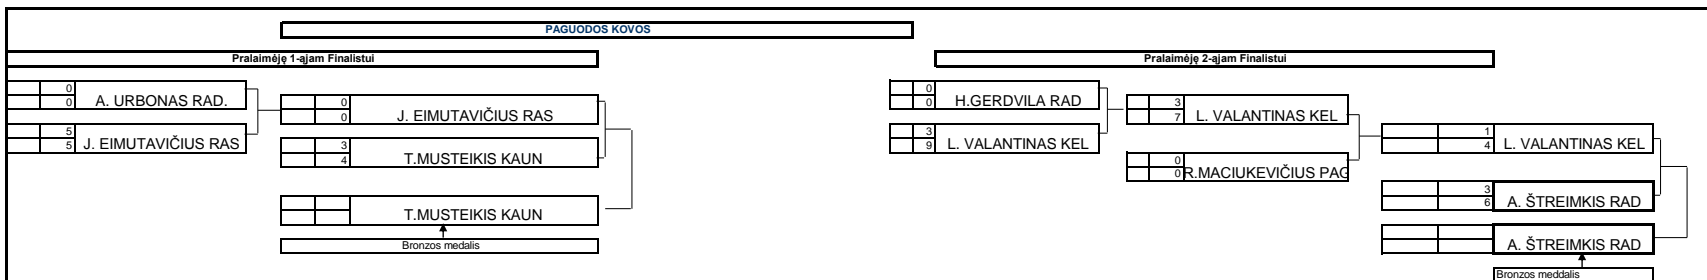 PAGUODOS KOVOS
Pralaimėję 1-ąjam Finalistui
Pralaimėję 2-ąjam Finalistui
0
0 A. URBONAS RAD.
5
5 J. EIMUTAVIČIUS RAS
0
0 J. EIMUTAVIČIUS RAS
3
4 T.MUSTEIKIS KAUN
T.MUSTEIKIS KAUN
Bronzos medalis
0
0 H.GERDVILA RAD
3
9 L. VALANTINAS KEL
3
7 L. VALANTINAS KEL
0
0 R.MACIUKEVIČIUS PAG
1
4 L. VALANTINAS KEL
3
6 A. ŠTREIMKIS RAD
A. ŠTREIMKIS RAD
Bronzos meddalis